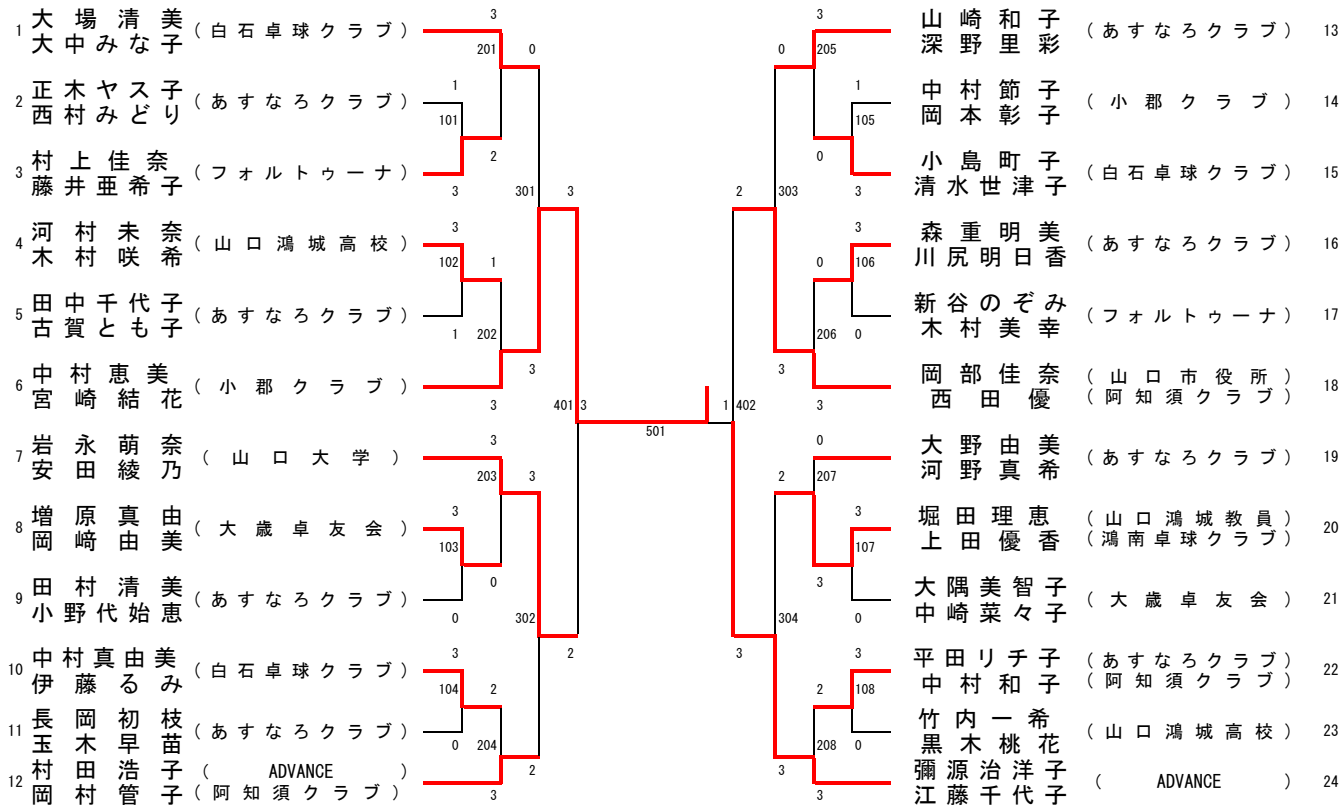 1 大場清美 (白石卓球クラブ)
大中みな子
2 正木ヤス子 (あすなろクラブ)
西村みどり
3 村上佳奈 (フォルトゥーナ)
藤井亜希子
4 河村未奈 (山口鴻城高校)
木村咲希
5 田中千代子 (あすなろクラブ)
古賀とも子
6 中村恵美 (小郡クラブ)
宮崎結花
7 岩永萌奈 (山口大学)
安田綾乃
8 増原真由 (大歳卓友会)
岡﨑由美
9 田村清美 (あすなろクラブ)
小野代始恵
10 中村真由美 (白石卓球クラブ)
伊藤るみ
11 長岡初枝 (あすなろクラブ)
玉木早苗
12 村田浩子 (ADVANCE)
岡村管子 (阿知須クラブ)
3
201 0
1
101
2
3 301 3
3
102 1
1 202
3
3 401 3
3
203 3
3
103
0
0 302
2
3
104 2
0 204
2
3
501
3
0 205
1
105
0
2 303 3
3
0 106
206 0
3
1 402 3
0
2 207
3
107
3
304 0
3
3
2 108
208 0
3
3
山崎和子 (あすなろクラブ) 13
深野里彩
中村節子 (小郡クラブ) 14
岡本彰子
小島町子 (白石卓球クラブ) 15
清水世津子
森重明美 (あすなろクラブ) 16
川尻明日香
新谷のぞみ (フォルトゥーナ) 17
木村美幸
岡部佳奈 (山口市役所) 18
西田優 (阿知須クラブ)
大野由美 (あすなろクラブ) 19
河野真希
堀田理恵 (山口鴻城教員) 20
上田優香 (鴻南卓球クラブ)
大隅美智子 (大歳卓友会) 21
中崎菜々子
平田リチ子 (あすなろクラブ) 22
中村和子 (阿知須クラブ)
竹内一希 (山口鴻城高校) 23
黒木桃花
彌源治洋子 (ADVANCE) 24
江藤千代子